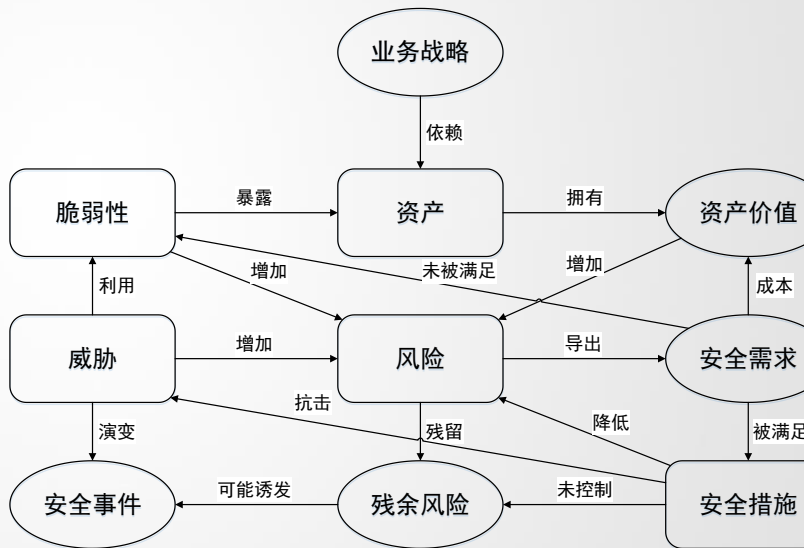 业务战略
依赖
脆弱性
暴露
资产
拥有
资产价值
增加
未被满足
增加
利用
成本
威胁
增加
风险
导出
安全需求
抗击
降低
演变
残留
被满足
安全事件
可能诱发
残余风险
未控制
安全措施